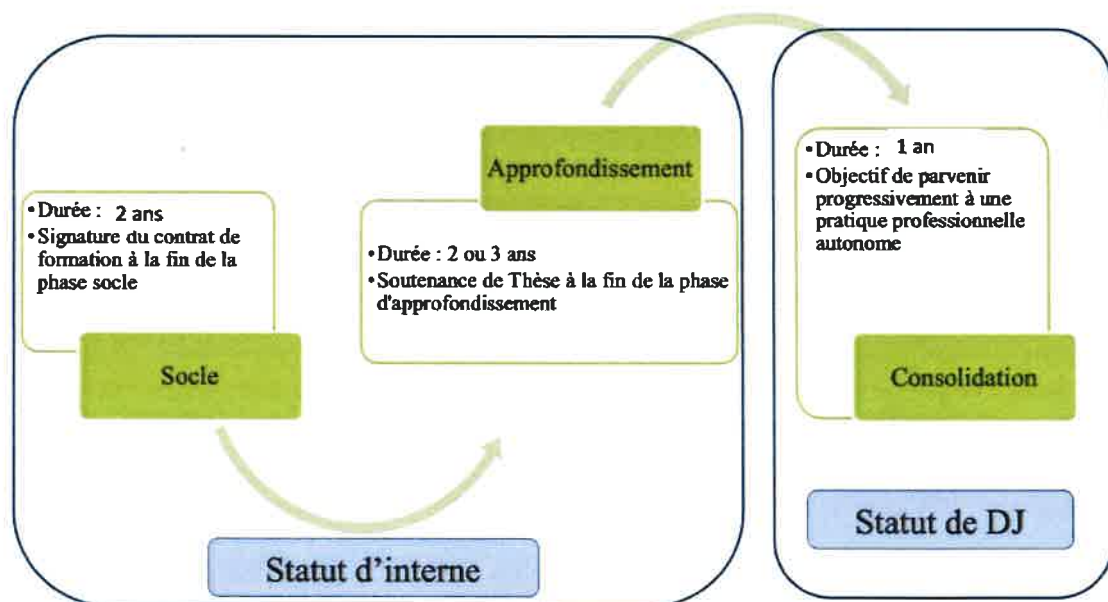 •Durée : 2 ans
•Signature du contrat de
formation à la fin de la
phase socle
Socle
Approfondissement
•Durée : 2 ou 3 ans
•Soutenance de Thèse à la fin de la phase
d'approfondissement
Statut d’interne
•Durée : 1 an
•Objectif de parvenir
progressivement à une
pratique professionnelle
autonome
Consolidation
Statut de DJ